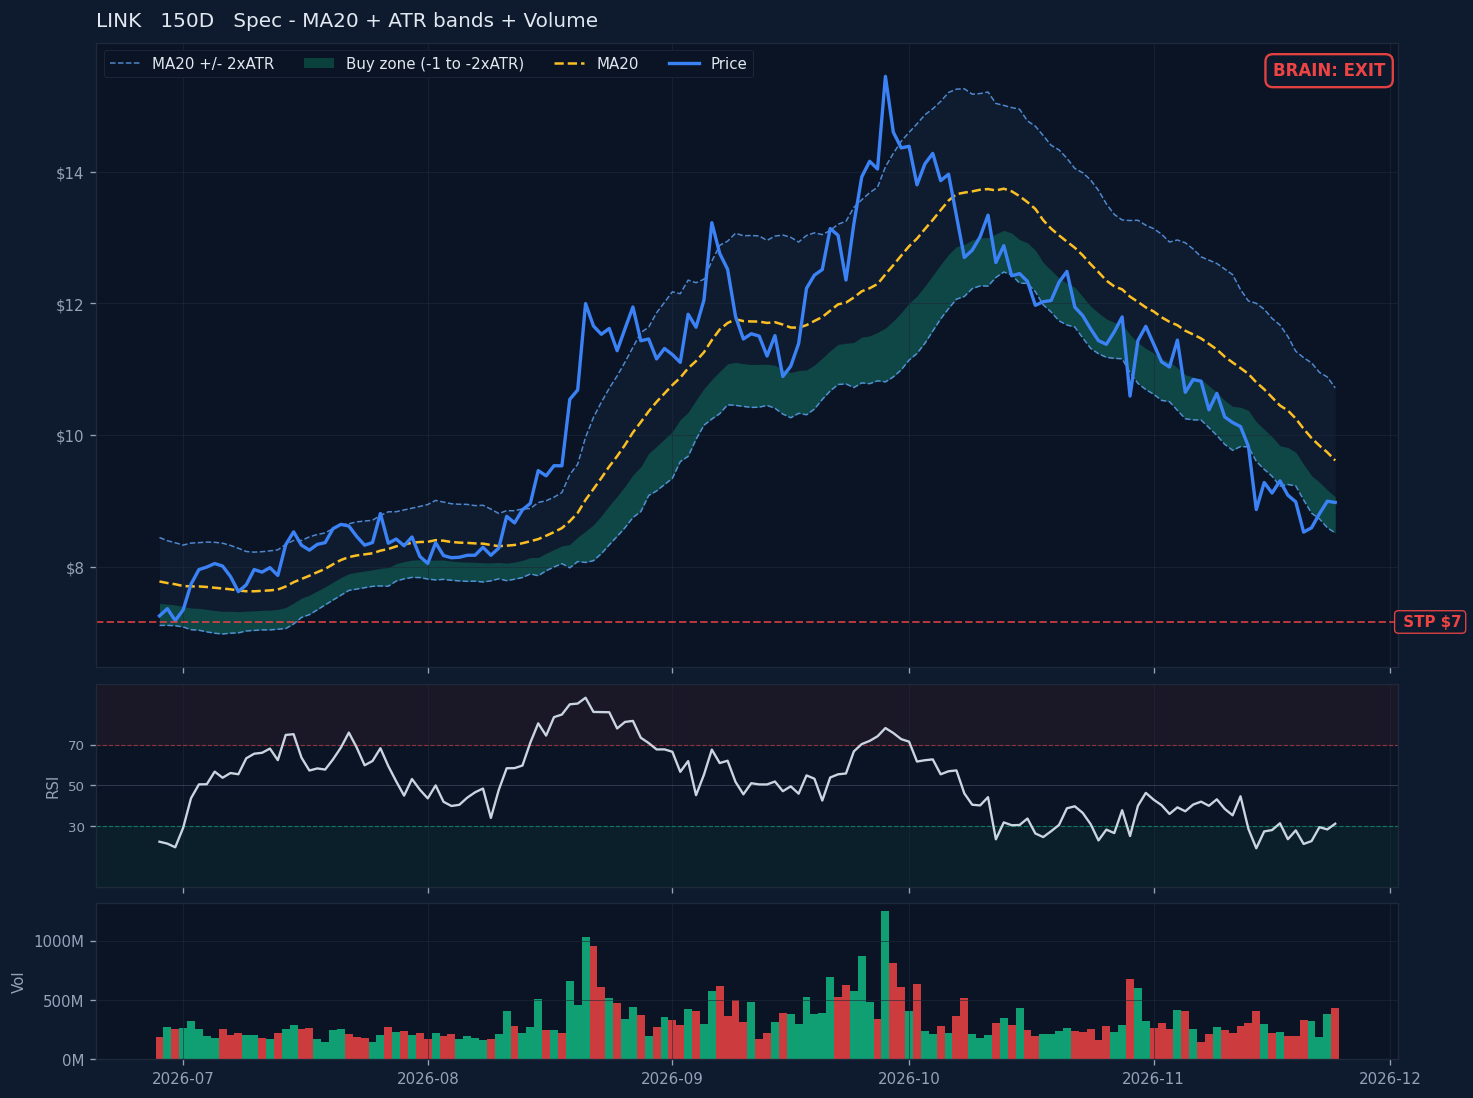 LINK   150D   Spec - MA20 + ATR bands + Volume
MA20 +/- 2xATR   Buy zone (-1 to -2xATR)   MA20   Price
BRAIN: EXIT
$14
$12
$10
$8
STP $7
RSI
70
50
30
Vol
1000M
500M
0M
2026-07   2026-08   2026-09   2026-10   2026-11   2026-12